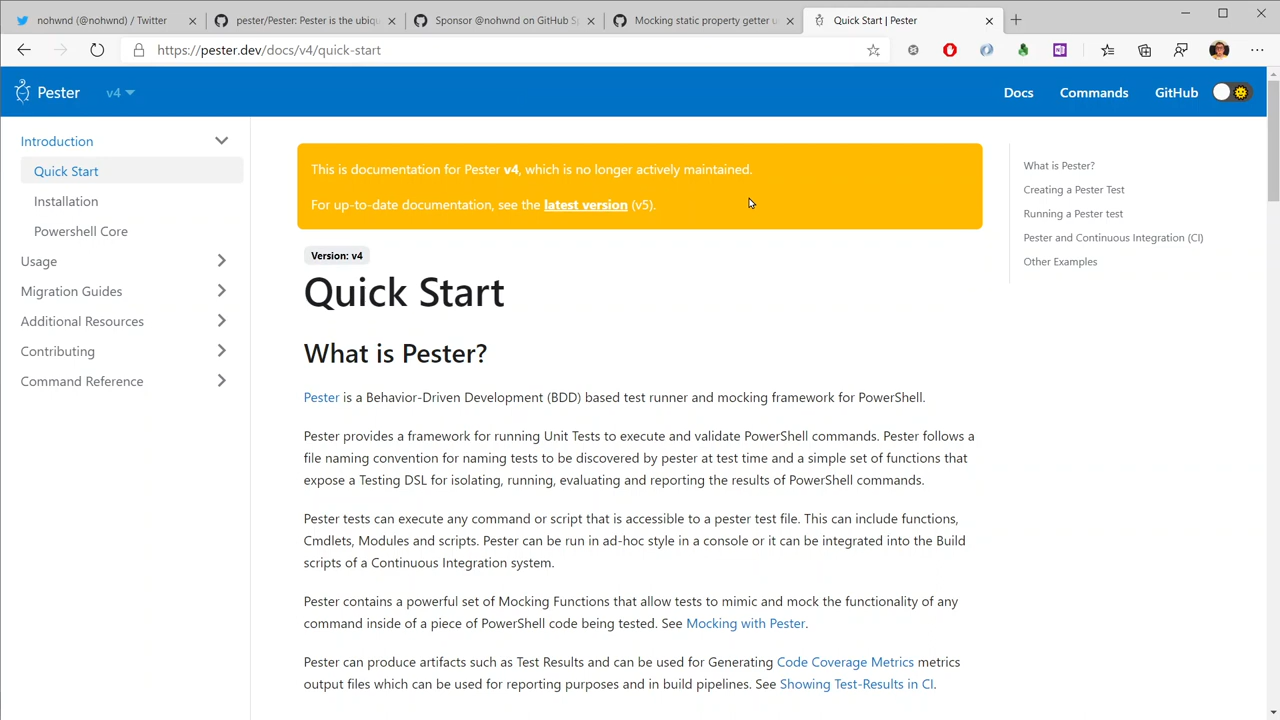 nohwnd (@nohwnd) / Twitter
pester/Pester: Pester is the ubiqu
Sponsor @nohwnd on GitHub Sp
Mocking static property getter u
Quick Start | Pester
https://pester.dev/docs/v4/quick-start
Pester
v4
Docs
Commands
GitHub
Introduction
Quick Start
Installation
Powershell Core
Usage
Migration Guides
Additional Resources
Contributing
Command Reference
This is documentation for Pester v4, which is no longer actively maintained.
For up-to-date documentation, see the latest version (v5).
Version: v4
Quick Start
What is Pester?
Pester is a Behavior-Driven Development (BDD) based test runner and mocking framework for PowerShell.
Pester provides a framework for running Unit Tests to execute and validate PowerShell commands. Pester follows a
file naming convention for naming tests to be discovered by pester at test time and a simple set of functions that
expose a Testing DSL for isolating, running, evaluating and reporting the results of PowerShell commands.
Pester tests can execute any command or script that is accessible to a pester test file. This can include functions,
Cmdlets, Modules and scripts. Pester can be run in ad-hoc style in a console or it can be integrated into the Build
scripts of a Continuous Integration system.
Pester contains a powerful set of Mocking Functions that allow tests to mimic and mock the functionality of any
command inside of a piece of PowerShell code being tested. See Mocking with Pester.
Pester can produce artifacts such as Test Results and can be used for Generating Code Coverage Metrics metrics
output files which can be used for reporting purposes and in build pipelines. See Showing Test-Results in CI.
What is Pester?
Creating a Pester Test
Running a Pester test
Pester and Continuous Integration (CI)
Other Examples